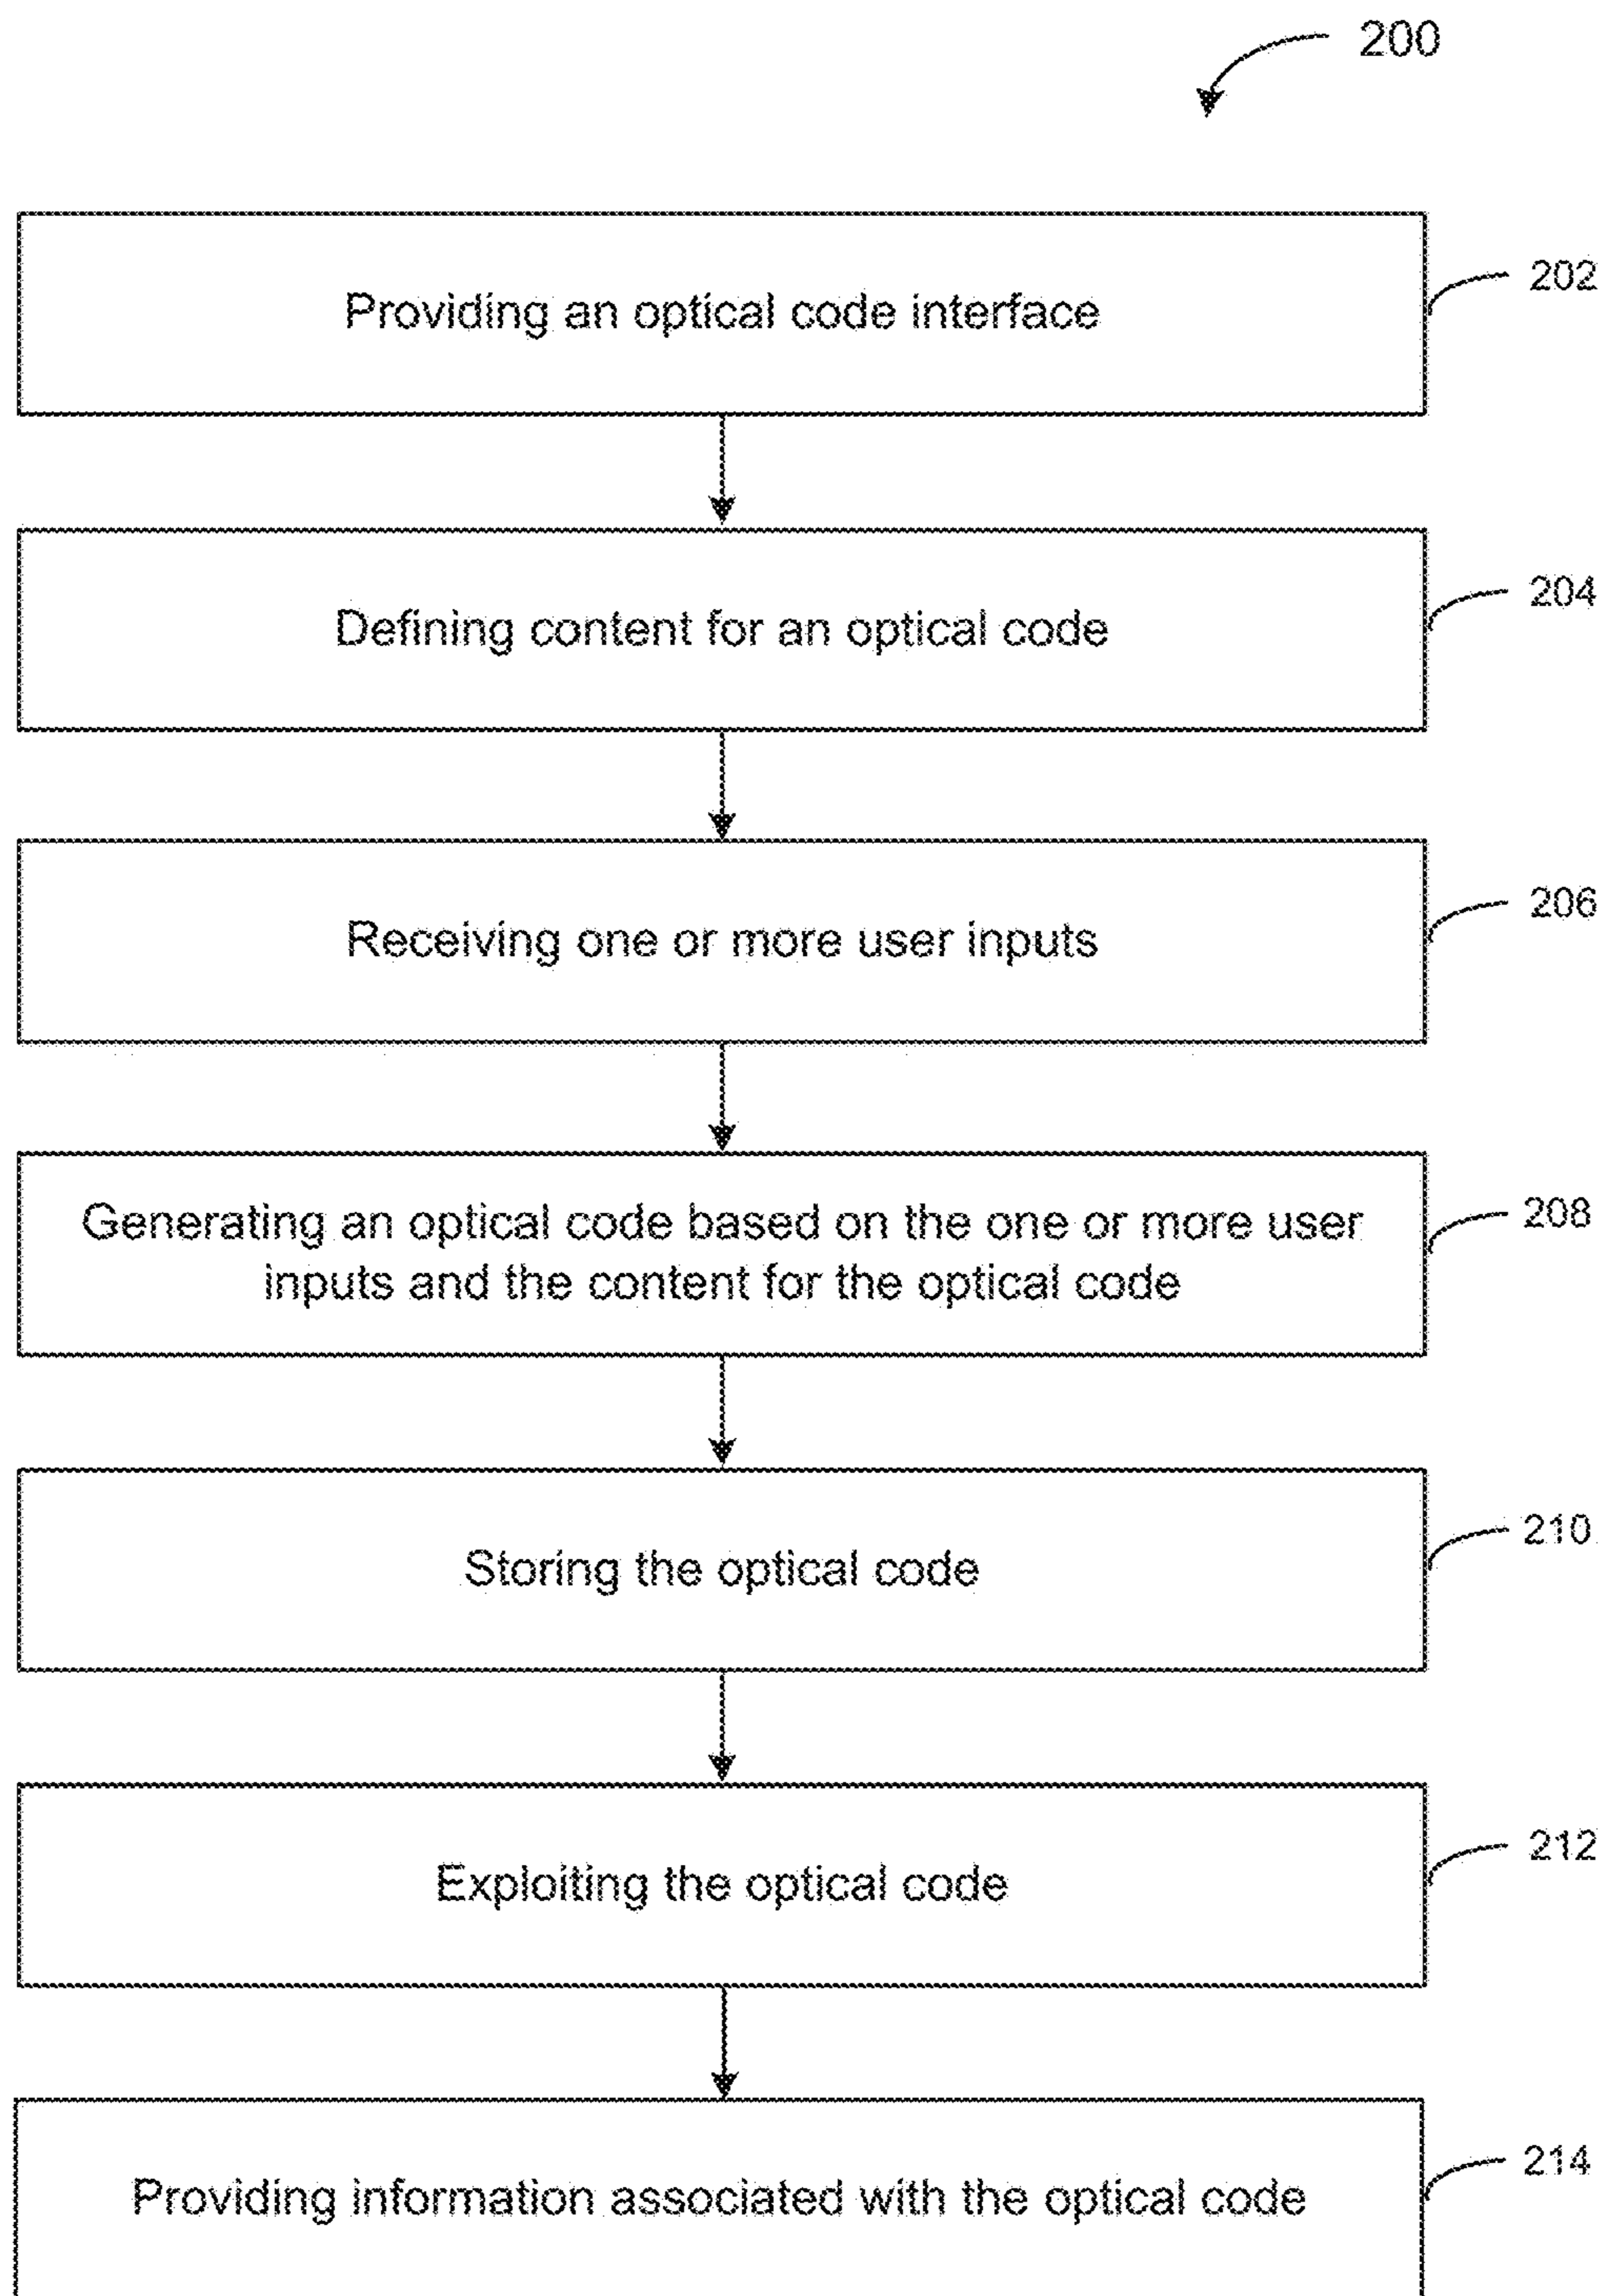 200
Providing an optical code interface
202
Defining content for an optical code
204
Receiving one or more user inputs
206
Generating an optical code based on the one or more user
inputs and the content for the optical code
208
Storing the optical code
210
Exploiting the optical code
212
Providing information associated with the optical code
214